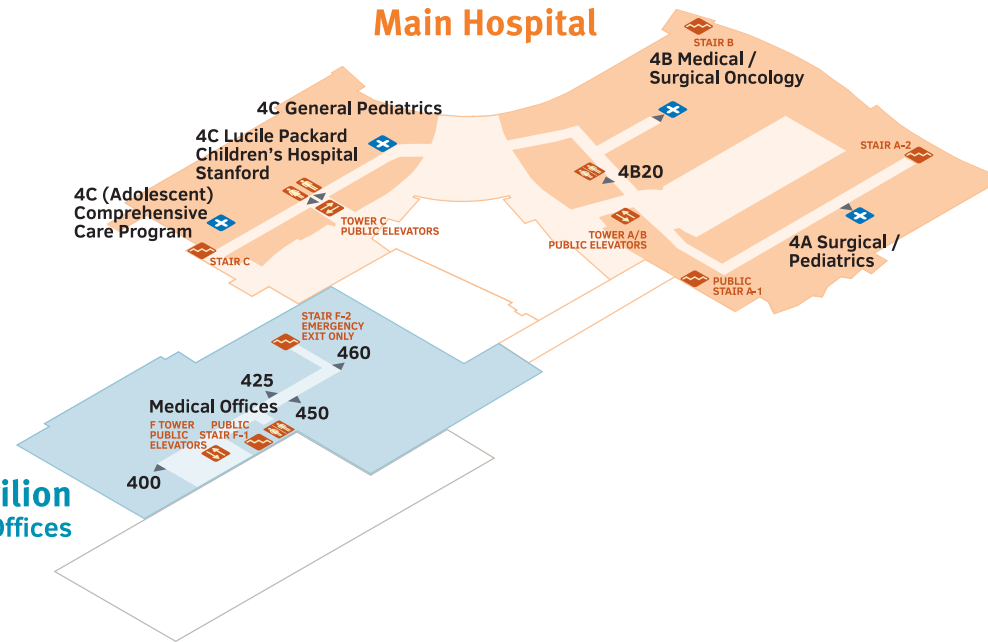 Main Hospital
STAIR B
4B Medical /
Surgical Oncology
4C General Pediatrics
4C Lucile Packard
Children's Hospital
Stanford
STAIR A-2
4B20
4C (Adolescent)
Comprehensive
Care Program
TOWER C
PUBLIC ELEVATORS
TOWER A/B
PUBLIC ELEVATORS
4A Surgical /
Pediatrics
STAIR C
PUBLIC
STAIR A-1
STAIR F-2
EMERGENCY
EXIT ONLY
460
425
Medical Offices
450
F TOWER
PUBLIC
ELEVATORS
PUBLIC
STAIR F-1
400
ilion
Offices